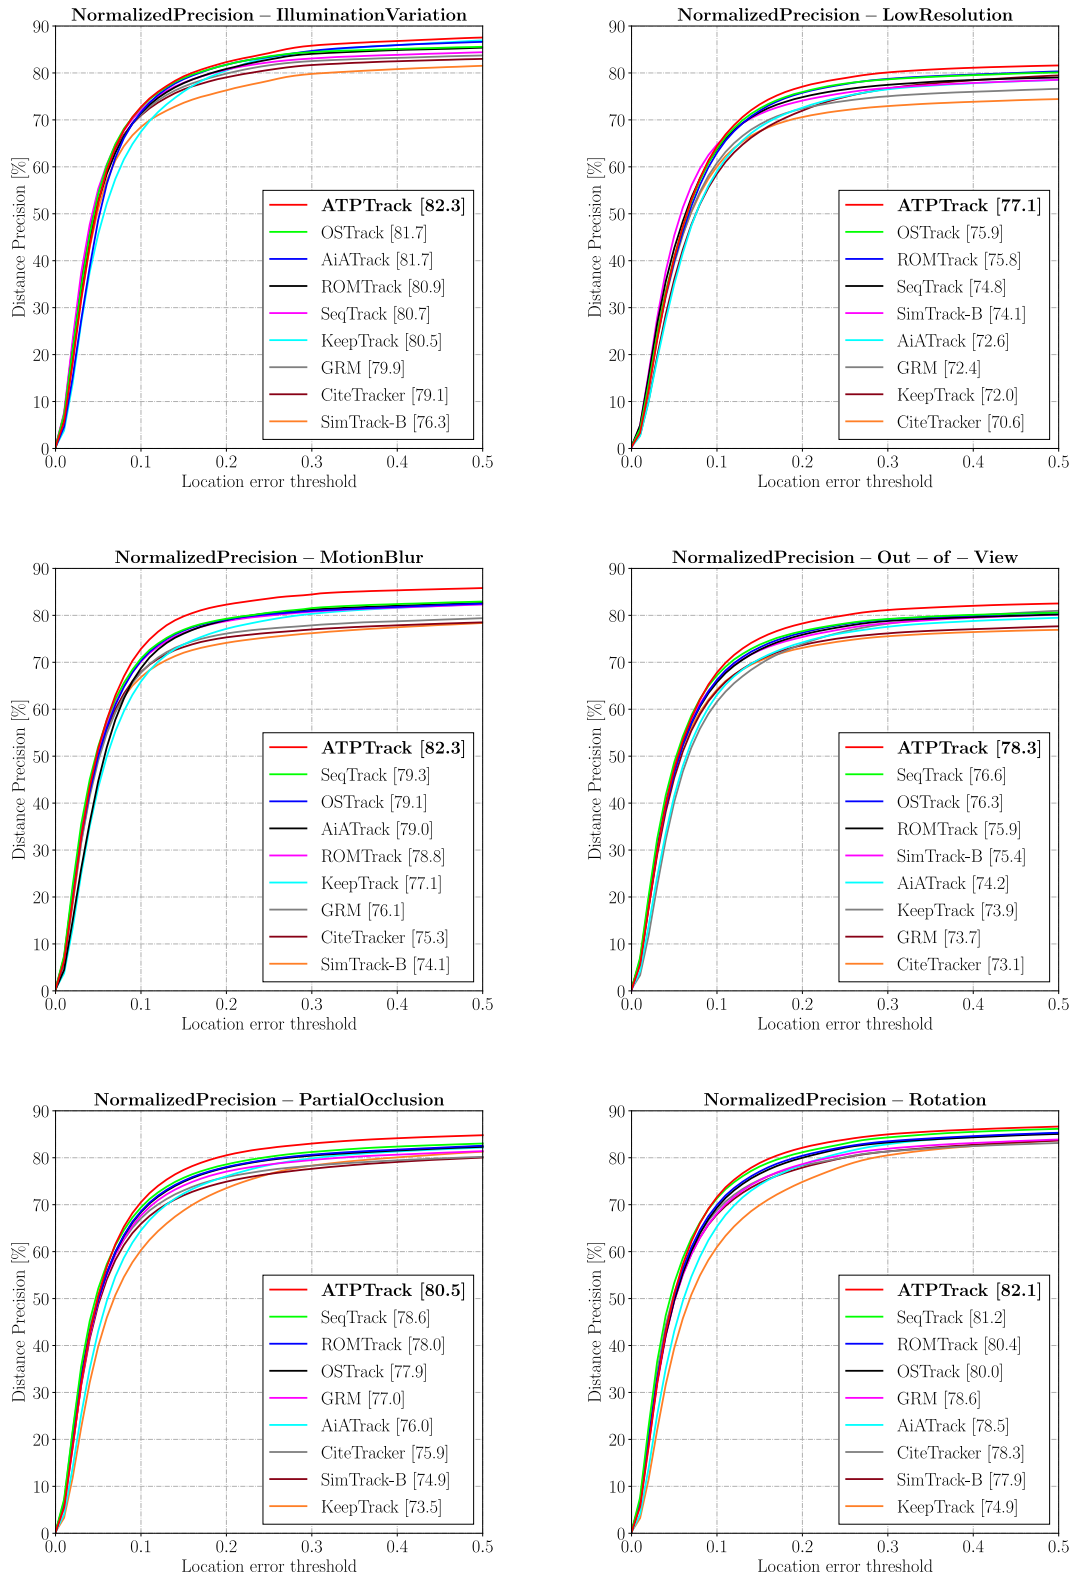 NormalizedPrecision – IlluminationVariation
Distance Precision [%]
90
80
70
60
50
40
30
20
10
0
ATPTrack [82.3]
OSTrack [81.7]
AiATrack [81.7]
ROMTrack [80.9]
SeqTrack [80.7]
KeepTrack [80.5]
GRM [79.9]
CiteTracker [79.1]
SimTrack-B [76.3]
0.0 0.1 0.2 0.3 0.4 0.5
Location error threshold
NormalizedPrecision – LowResolution
Distance Precision [%]
90
80
70
60
50
40
30
20
10
0
ATPTrack [77.1]
OSTrack [75.9]
ROMTrack [75.8]
SeqTrack [74.8]
SimTrack-B [74.1]
AiATrack [72.6]
GRM [72.4]
KeepTrack [72.0]
CiteTracker [70.6]
0.0 0.1 0.2 0.3 0.4 0.5
Location error threshold
NormalizedPrecision – MotionBlur
Distance Precision [%]
90
80
70
60
50
40
30
20
10
0
ATPTrack [82.3]
SeqTrack [79.3]
OSTrack [79.1]
AiATrack [79.0]
ROMTrack [78.8]
KeepTrack [77.1]
GRM [76.1]
CiteTracker [75.3]
SimTrack-B [74.1]
0.0 0.1 0.2 0.3 0.4 0.5
Location error threshold
NormalizedPrecision – Out – of – View
Distance Precision [%]
90
80
70
60
50
40
30
20
10
0
ATPTrack [78.3]
SeqTrack [76.6]
OSTrack [76.3]
ROMTrack [75.9]
SimTrack-B [75.4]
AiATrack [74.2]
KeepTrack [73.9]
GRM [73.7]
CiteTracker [73.1]
0.0 0.1 0.2 0.3 0.4 0.5
Location error threshold
NormalizedPrecision – PartialOcclusion
Distance Precision [%]
90
80
70
60
50
40
30
20
10
0
ATPTrack [80.5]
SeqTrack [78.6]
ROMTrack [78.0]
OSTrack [77.9]
GRM [77.0]
AiATrack [76.0]
CiteTracker [75.9]
SimTrack-B [74.9]
KeepTrack [73.5]
0.0 0.1 0.2 0.3 0.4 0.5
Location error threshold
NormalizedPrecision – Rotation
Distance Precision [%]
90
80
70
60
50
40
30
20
10
0
ATPTrack [82.1]
SeqTrack [81.2]
ROMTrack [80.4]
OSTrack [80.0]
GRM [78.6]
AiATrack [78.5]
CiteTracker [78.3]
SimTrack-B [77.9]
KeepTrack [74.9]
0.0 0.1 0.2 0.3 0.4 0.5
Location error threshold